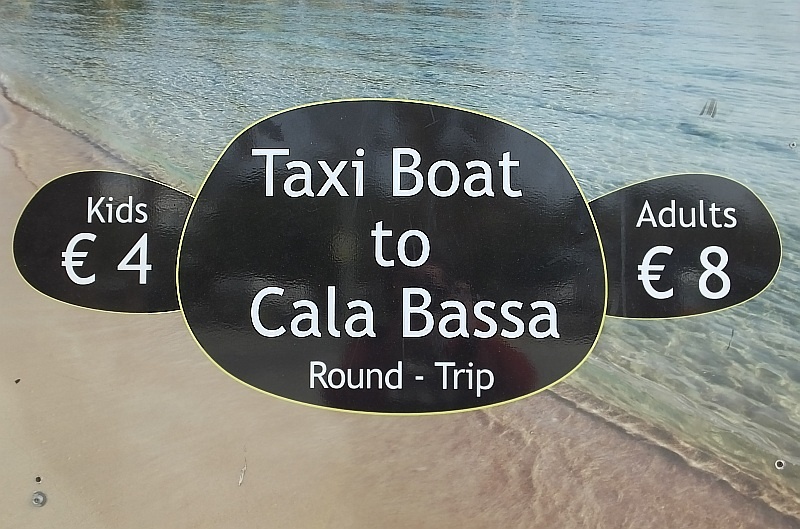 Kids
€ 4
Taxi Boat
to
Cala Bassa
Round - Trip
Adults
€ 8